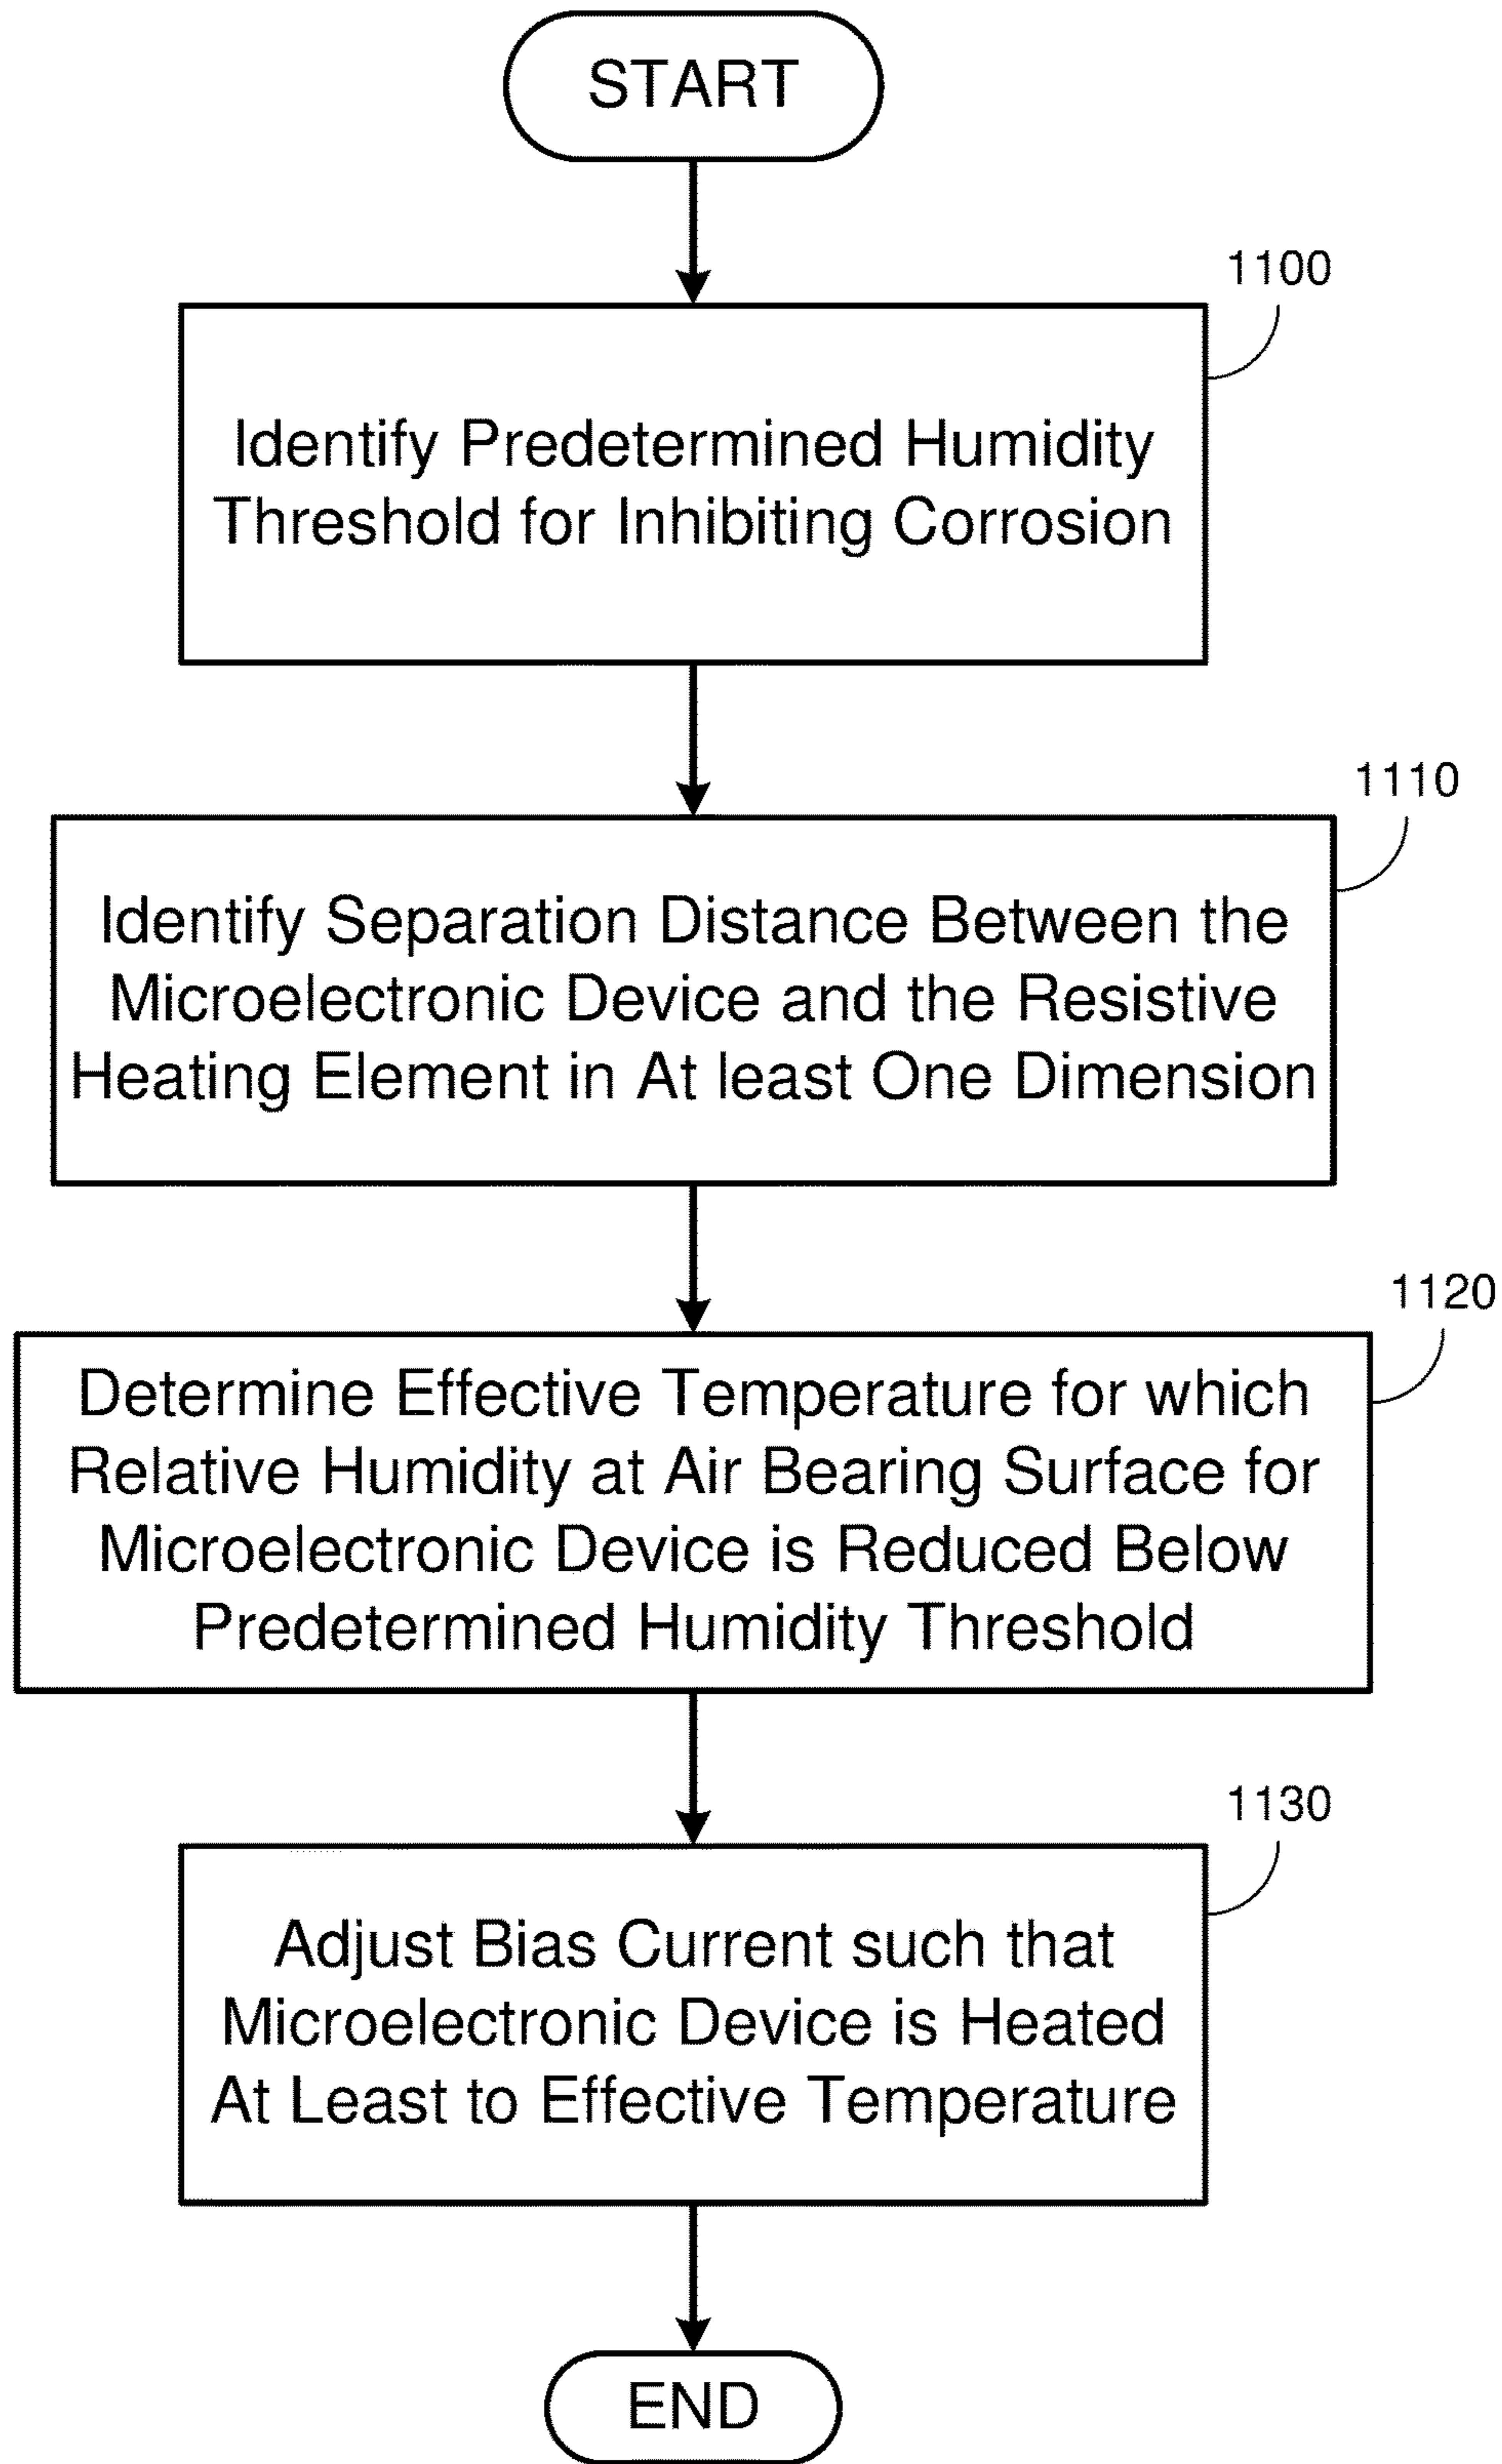 START
1100
Identify Predetermined Humidity
Threshold for Inhibiting Corrosion
1110
Identify Separation Distance Between the
Microelectronic Device and the Resistive
Heating Element in At least One Dimension
1120
Determine Effective Temperature for which
Relative Humidity at Air Bearing Surface for
Microelectronic Device is Reduced Below
Predetermined Humidity Threshold
1130
Adjust Bias Current such that
Microelectronic Device is Heated
At Least to Effective Temperature
END